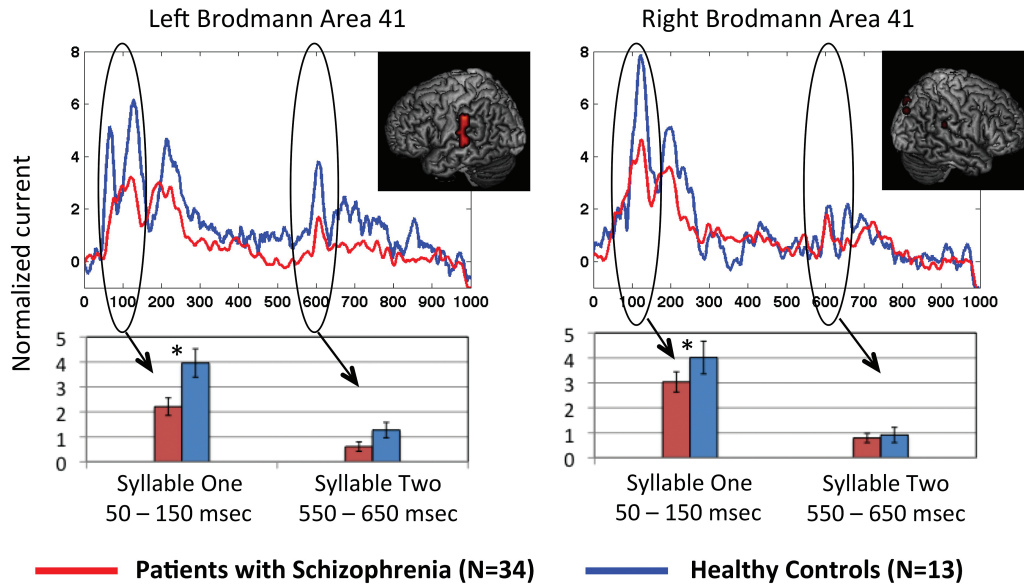 Left Brodmann Area 41
Right Brodmann Area 41
Normalized current
8
6
4
2
0
0 100 200 300 400 500 600 700 800 900 1000
8
6
4
2
0
0 100 200 300 400 500 600 700 800 900 1000
5
4
3
2
1
0
*
Syllable One
50 – 150 msec
Syllable Two
550 – 650 msec
5
4
3
2
1
0
*
Syllable One
50 – 150 msec
Syllable Two
550 – 650 msec
Patients with Schizophrenia (N=34)
Healthy Controls (N=13)